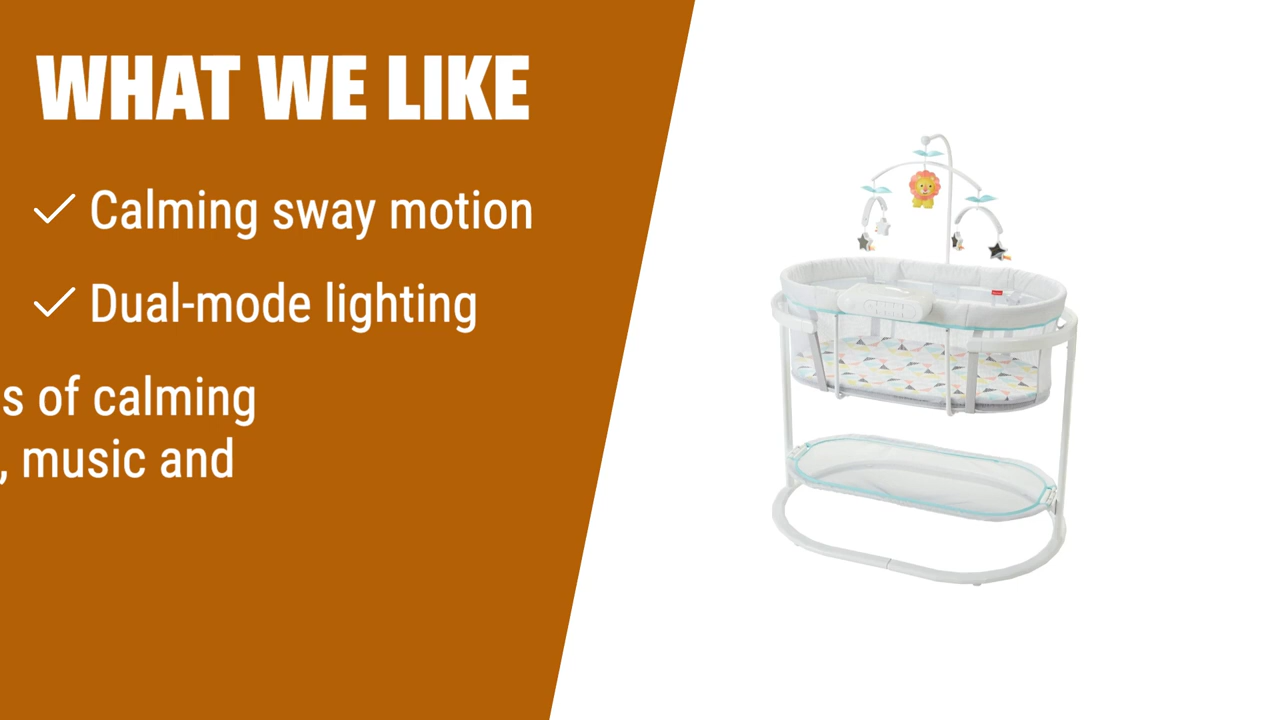 WHAT WE LIKE
Calming sway motion
Dual-mode lighting
s of calming
, music and